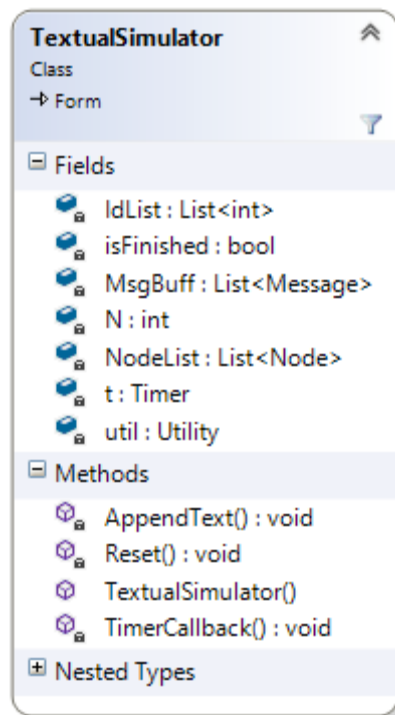 TextualSimulator
Class
Form
Fields
IdList : List<int>
isFinished : bool
MsgBuff : List<Message>
N : int
NodeList : List<Node>
t : Timer
util : Utility
Methods
AppendText() : void
Reset() : void
TextualSimulator()
TimerCallback() : void
Nested Types